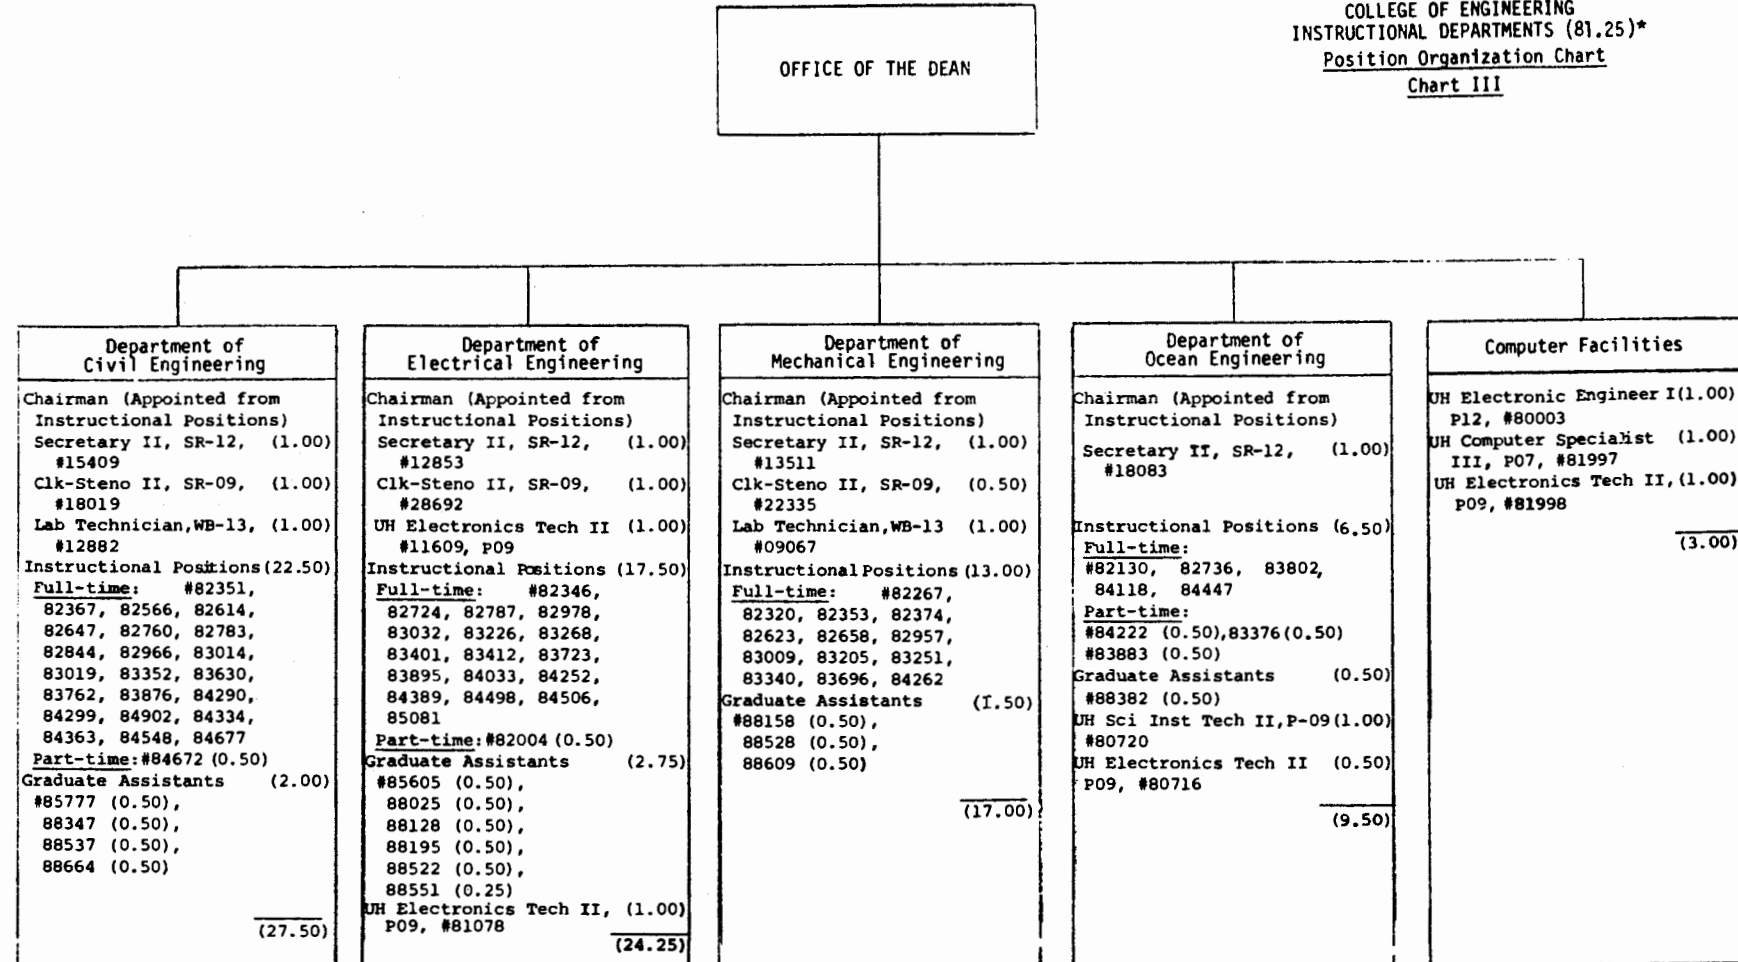 COLLEGE OF ENGINEERING
INSTRUCTIONAL DEPARTMENTS (81.25)*
Position Organization Chart
Chart III
OFFICE OF THE DEAN
Department of
Civil Engineering
Chairman (Appointed from
Instructional Positions)
Secretary II, SR-12, (1.00)
#15409
Clk-Steno II, SR-09, (1.00)
#18019
Lab Technician,WB-13, (1.00)
#12882
Instructional Positions (22.50)
Full-time: #82351,
82367, 82566, 82614,
82647, 82760, 82783,
82844, 82966, 83014,
83019, 83352, 83630,
83762, 83876, 84290,
84299, 84902, 84334,
84363, 84548, 84677
Part-time: #84672 (0.50)
Graduate Assistants (2.00)
#85777 (0.50),
88347 (0.50),
88537 (0.50),
88664 (0.50)
(27.50)
Department of
Electrical Engineering
Chairman (Appointed from
Instructional Positions)
Secretary II, SR-12, (1.00)
#12853
Clk-Steno II, SR-09, (1.00)
#28692
UH Electronics Tech II (1.00)
#11609, P09
Instructional Positions (17.50)
Full-time: #82346,
82724, 82787, 82978,
83032, 83226, 83268,
83401, 83412, 83723,
83895, 84033, 84252,
84389, 84498, 84506,
85081
Part-time: #82004 (0.50)
Graduate Assistants (2.75)
#85605 (0.50),
88025 (0.50),
88128 (0.50),
88195 (0.50),
88522 (0.50),
88551 (0.25)
UH Electronics Tech II, (1.00)
P09, #81078
(24.25)
Department of
Mechanical Engineering
Chairman (Appointed from
Instructional Positions)
Secretary II, SR-12, (1.00)
#13511
Clk-Steno II, SR-09, (0.50)
#22335
Lab Technician,WB-13 (1.00)
#09067
Instructional Positions (13.00)
Full-time: #82267,
82320, 82353, 82374,
82623, 82658, 82957,
83009, 83205, 83251,
83340, 83696, 84262
Graduate Assistants (1.50)
#88158 (0.50),
88528 (0.50),
88609 (0.50)
(17.00)
Department of
Ocean Engineering
Chairman (Appointed from
Instructional Positions)
Secretary II, SR-12, (1.00)
#18083
Instructional Positions (6.50)
Full-time:
#82130, 82736, 83802,
84118, 84447
Part-time:
#84222 (0.50),83376(0.50)
#83883 (0.50)
Graduate Assistants (0.50)
#88382 (0.50)
UH Sci Inst Tech II,P-09 (1.00)
#80720
UH Electronics Tech II (0.50)
P09, #80716
(9.50)
Computer Facilities
UH Electronic Engineer I(1.00)
P12, #80003
UH Computer Specialist (1.00)
III, P07, #81997
UH Electronics Tech II, (1.00)
P09, #81998
(3.00)